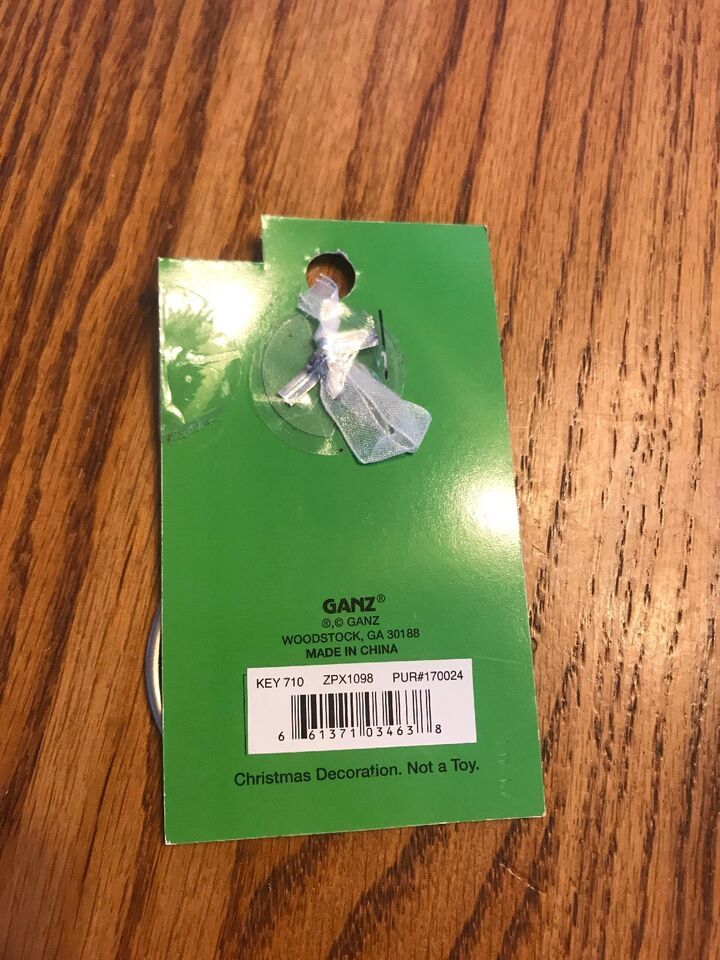 GANZ®
®,© GANZ
WOODSTOCK, GA 30188
MADE IN CHINA
KEY 710 ZPX1098 PUR#170024
6 61371 03463 8
Christmas Decoration. Not a Toy.